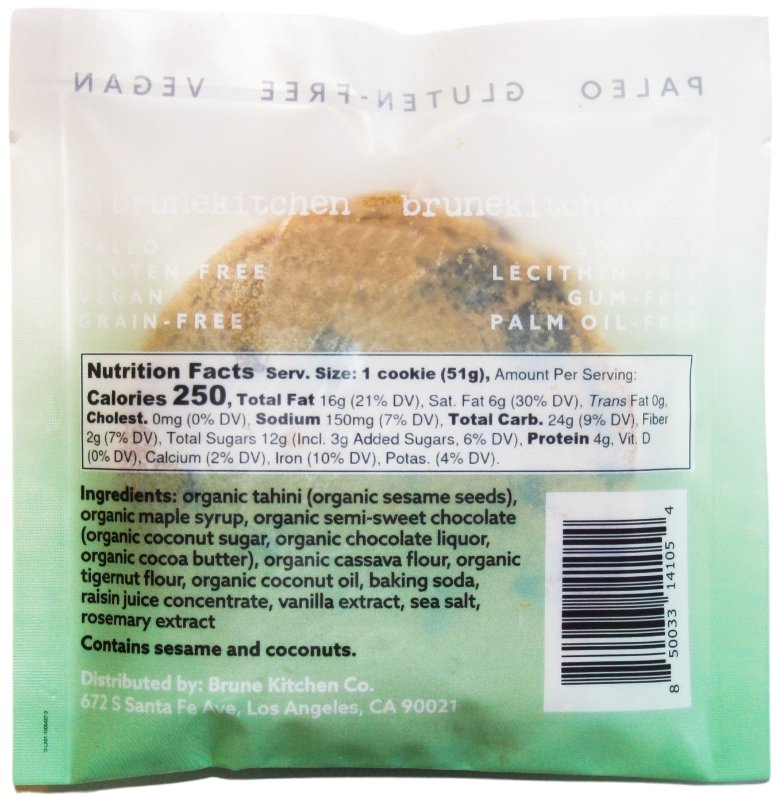 PALEO GLUTEN-FREE VEGAN
brunekitchen brunekitchen
PALEO
GLUTEN-FREE
VEGAN
GRAIN-FREE
SOY-FREE
LECITHIN-FREE
GUM-FREE
PALM OIL-FREE
Nutrition Facts Serv. Size: 1 cookie (51g), Amount Per Serving:
Calories 250, Total Fat 16g (21% DV), Sat. Fat 6g (30% DV), Trans Fat 0g,
Cholest. 0mg (0% DV), Sodium 150mg (7% DV), Total Carb. 24g (9% DV), Fiber
2g (7% DV), Total Sugars 12g (Incl. 3g Added Sugars, 6% DV), Protein 4g, Vit. D
(0% DV), Calcium (2% DV), Iron (10% DV), Potas. (4% DV).
Ingredients: organic tahini (organic sesame seeds),
organic maple syrup, organic semi-sweet chocolate
(organic coconut sugar, organic chocolate liquor,
organic cocoa butter), organic cassava flour, organic
tigernut flour, organic coconut oil, baking soda,
raisin juice concentrate, vanilla extract, sea salt,
rosemary extract
Contains sesame and coconuts.
Distributed by: Brune Kitchen Co.
672 S Santa Fe Ave, Los Angeles, CA 90021
8 50033 14105 4